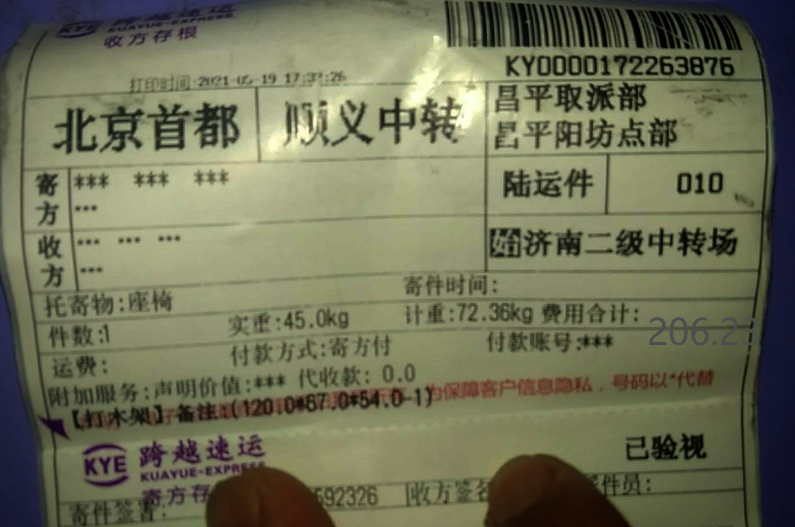 跨越速运
KUAYUE-EXPRESS
收方存根
KY0000172263876
打印时间:2021-05-19 17:37:26
北京首都
顺义中转
昌平取派部
昌平阳坊点部
寄方
*** *** ***
***
陆运件
010
收方
*** *** ***
***
始 济南二级中转场
托寄物:座椅
寄件时间:
件数:1
实重:45.0kg
计重:72.36kg
费用合计:
206.23
运费:
付款方式:寄方付
付款账号:***
附加服务:声明价值:*** 代收款: 0.0
为保障客户信息隐私，号码以*代替
【打木架】备注:(120.0*67.0*54.0-1)
KYE 跨越速运
KUAYUE-EXPRESS
已验视
寄方存
寄件签署:
592326
收方签名
件员: